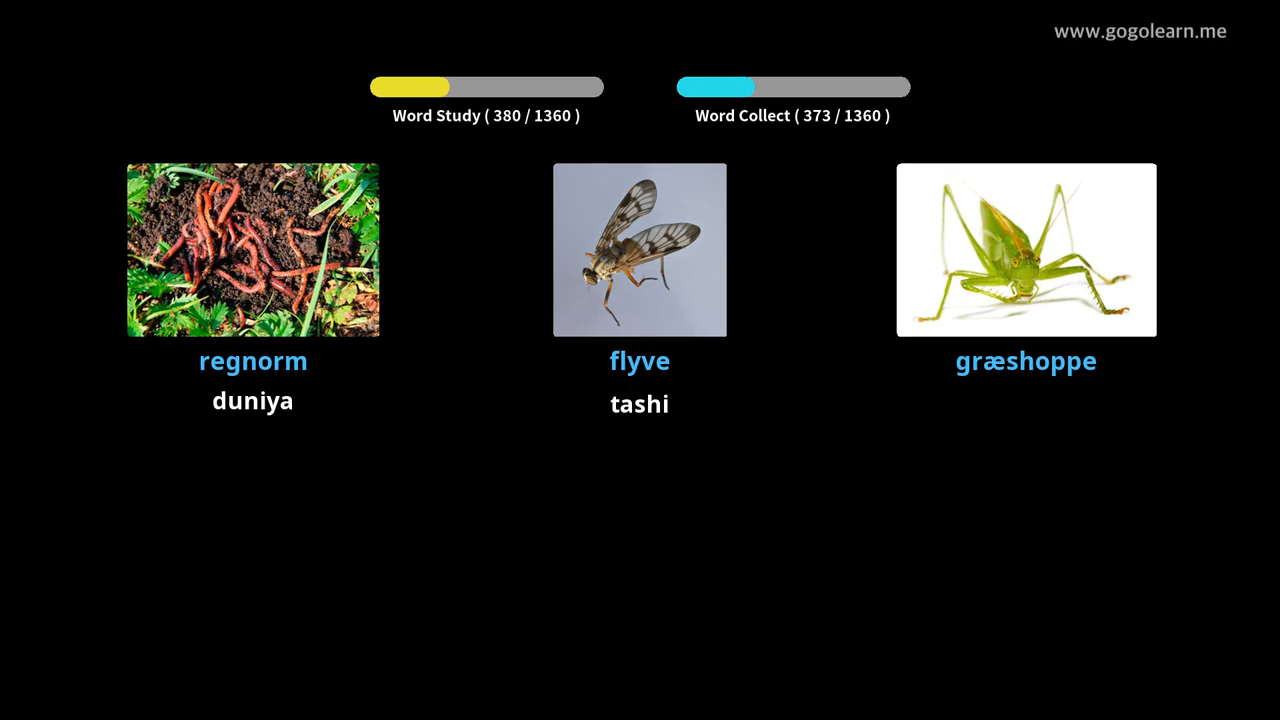 www.gogolearn.me
Word Study ( 380 / 1360 )
Word Collect ( 373 / 1360 )
regnorm
flyve
græshoppe
duniya
tashi